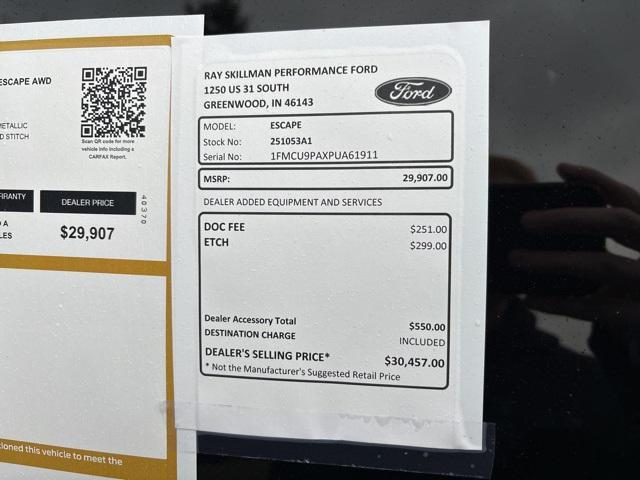 ESCAPE AWD
METALLIC
D STITCH
Scan QR code for more
vehicle info including a
CARFAX Report.
RRANTY
DEALER PRICE
40370
D A
LES
$29,907
tioned this vehicle to meet the
RAY SKILLMAN PERFORMANCE FORD
1250 US 31 SOUTH
GREENWOOD, IN 46143
Ford
MODEL: ESCAPE
Stock No: 251053A1
Serial No: 1FMCU9PAXPUA61911
MSRP: 29,907.00
DEALER ADDED EQUIPMENT AND SERVICES
DOC FEE $251.00
ETCH $299.00
Dealer Accessory Total $550.00
DESTINATION CHARGE INCLUDED
DEALER'S SELLING PRICE* $30,457.00
* Not the Manufacturer's Suggested Retail Price